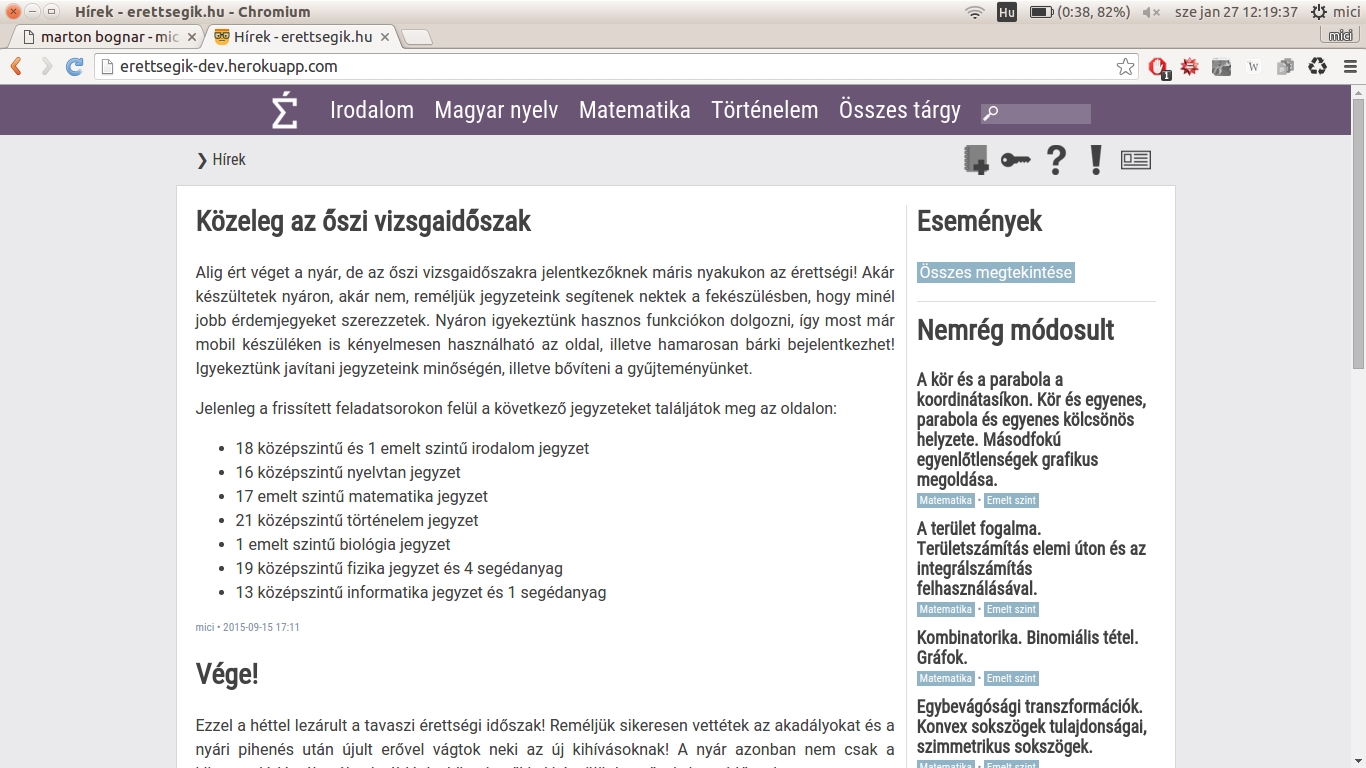 Hírek - erettsegik.hu - Chromium
Hu
(0:38, 82%)
sze jan 27 12:19:37
mici
marton bognar - mic
Hírek - erettsegik.hu
mici
erettsegik-dev.herokuapp.com
1
W
É
Irodalom Magyar nyelv Matematika Történelem Összes tárgy
❯ Hírek
Közeleg az őszi vizsgaidőszak
Alig ért véget a nyár, de az őszi vizsgaidőszakra jelentkezőknek máris nyakukon az érettségi! Akár
készültetek nyáron, akár nem, reméljük jegyzeteink segítenek nektek a fekészülésben, hogy minél
jobb érdemjegyeket szerezzetek. Nyáron igyekeztünk hasznos funkciókon dolgozni, így most már
mobil készüléken is kényelmesen használható az oldal, illetve hamarosan bárki bejelentkezhet!
Igyekeztünk javítani jegyzeteink minőségén, illetve bővíteni a gyűjteményünket.
Jelenleg a frissített feladatsorokon felül a következő jegyzeteket találjátok meg az oldalon:
• 18 középszintű és 1 emelt szintű irodalom jegyzet
• 16 középszintű nyelvtan jegyzet
• 17 emelt szintű matematika jegyzet
• 21 középszintű történelem jegyzet
• 1 emelt szintű biológia jegyzet
• 19 középszintű fizika jegyzet és 4 segédanyag
• 13 középszintű informatika jegyzet és 1 segédanyag
mici • 2015-09-15 17:11
Vége!
Ezzel a héttel lezárult a tavaszi érettségi időszak! Reméljük sikeresen vettétek az akadályokat és a
nyári pihenés után újult erővel vágtok neki az új kihívásoknak! A nyár azonban nem csak a
Események
Összes megtekintése
Nemrég módosult
A kör és a parabola a
koordinátasíkon. Kör és egyenes,
parabola és egyenes kölcsönös
helyzete. Másodfokú
egyenlőtlenségek grafikus
megoldása.
Matematika • Emelt szint
A terület fogalma.
Területszámítás elemi úton és az
integrálszámítás
felhasználásával.
Matematika • Emelt szint
Kombinatorika. Binomiális tétel.
Gráfok.
Matematika • Emelt szint
Egybevágósági transzformációk.
Konvex sokszögek tulajdonságai,
szimmetrikus sokszögek.
Matematika • Emelt szint